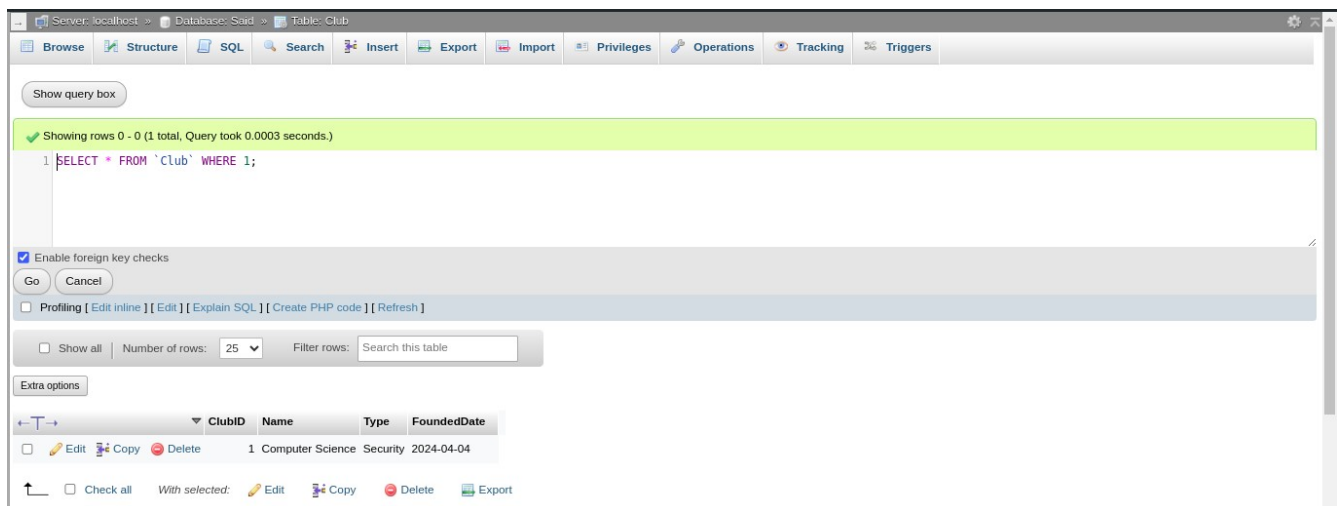 Server: localhost » Database: Said » Table: Club
Browse Structure SQL Search Insert Export Import Privileges Operations Tracking Triggers
Show query box
Showing rows 0 - 0 (1 total, Query took 0.0003 seconds.)
1 SELECT * FROM `Club` WHERE 1;
Enable foreign key checks
Go Cancel
Profiling [ Edit inline ] [ Edit ] [ Explain SQL ] [ Create PHP code ] [ Refresh ]
Show all | Number of rows: 25 Filter rows: Search this table
Extra options
ClubID Name Type FoundedDate
Edit Copy Delete 1 Computer Science Security 2024-04-04
Check all With selected: Edit Copy Delete Export